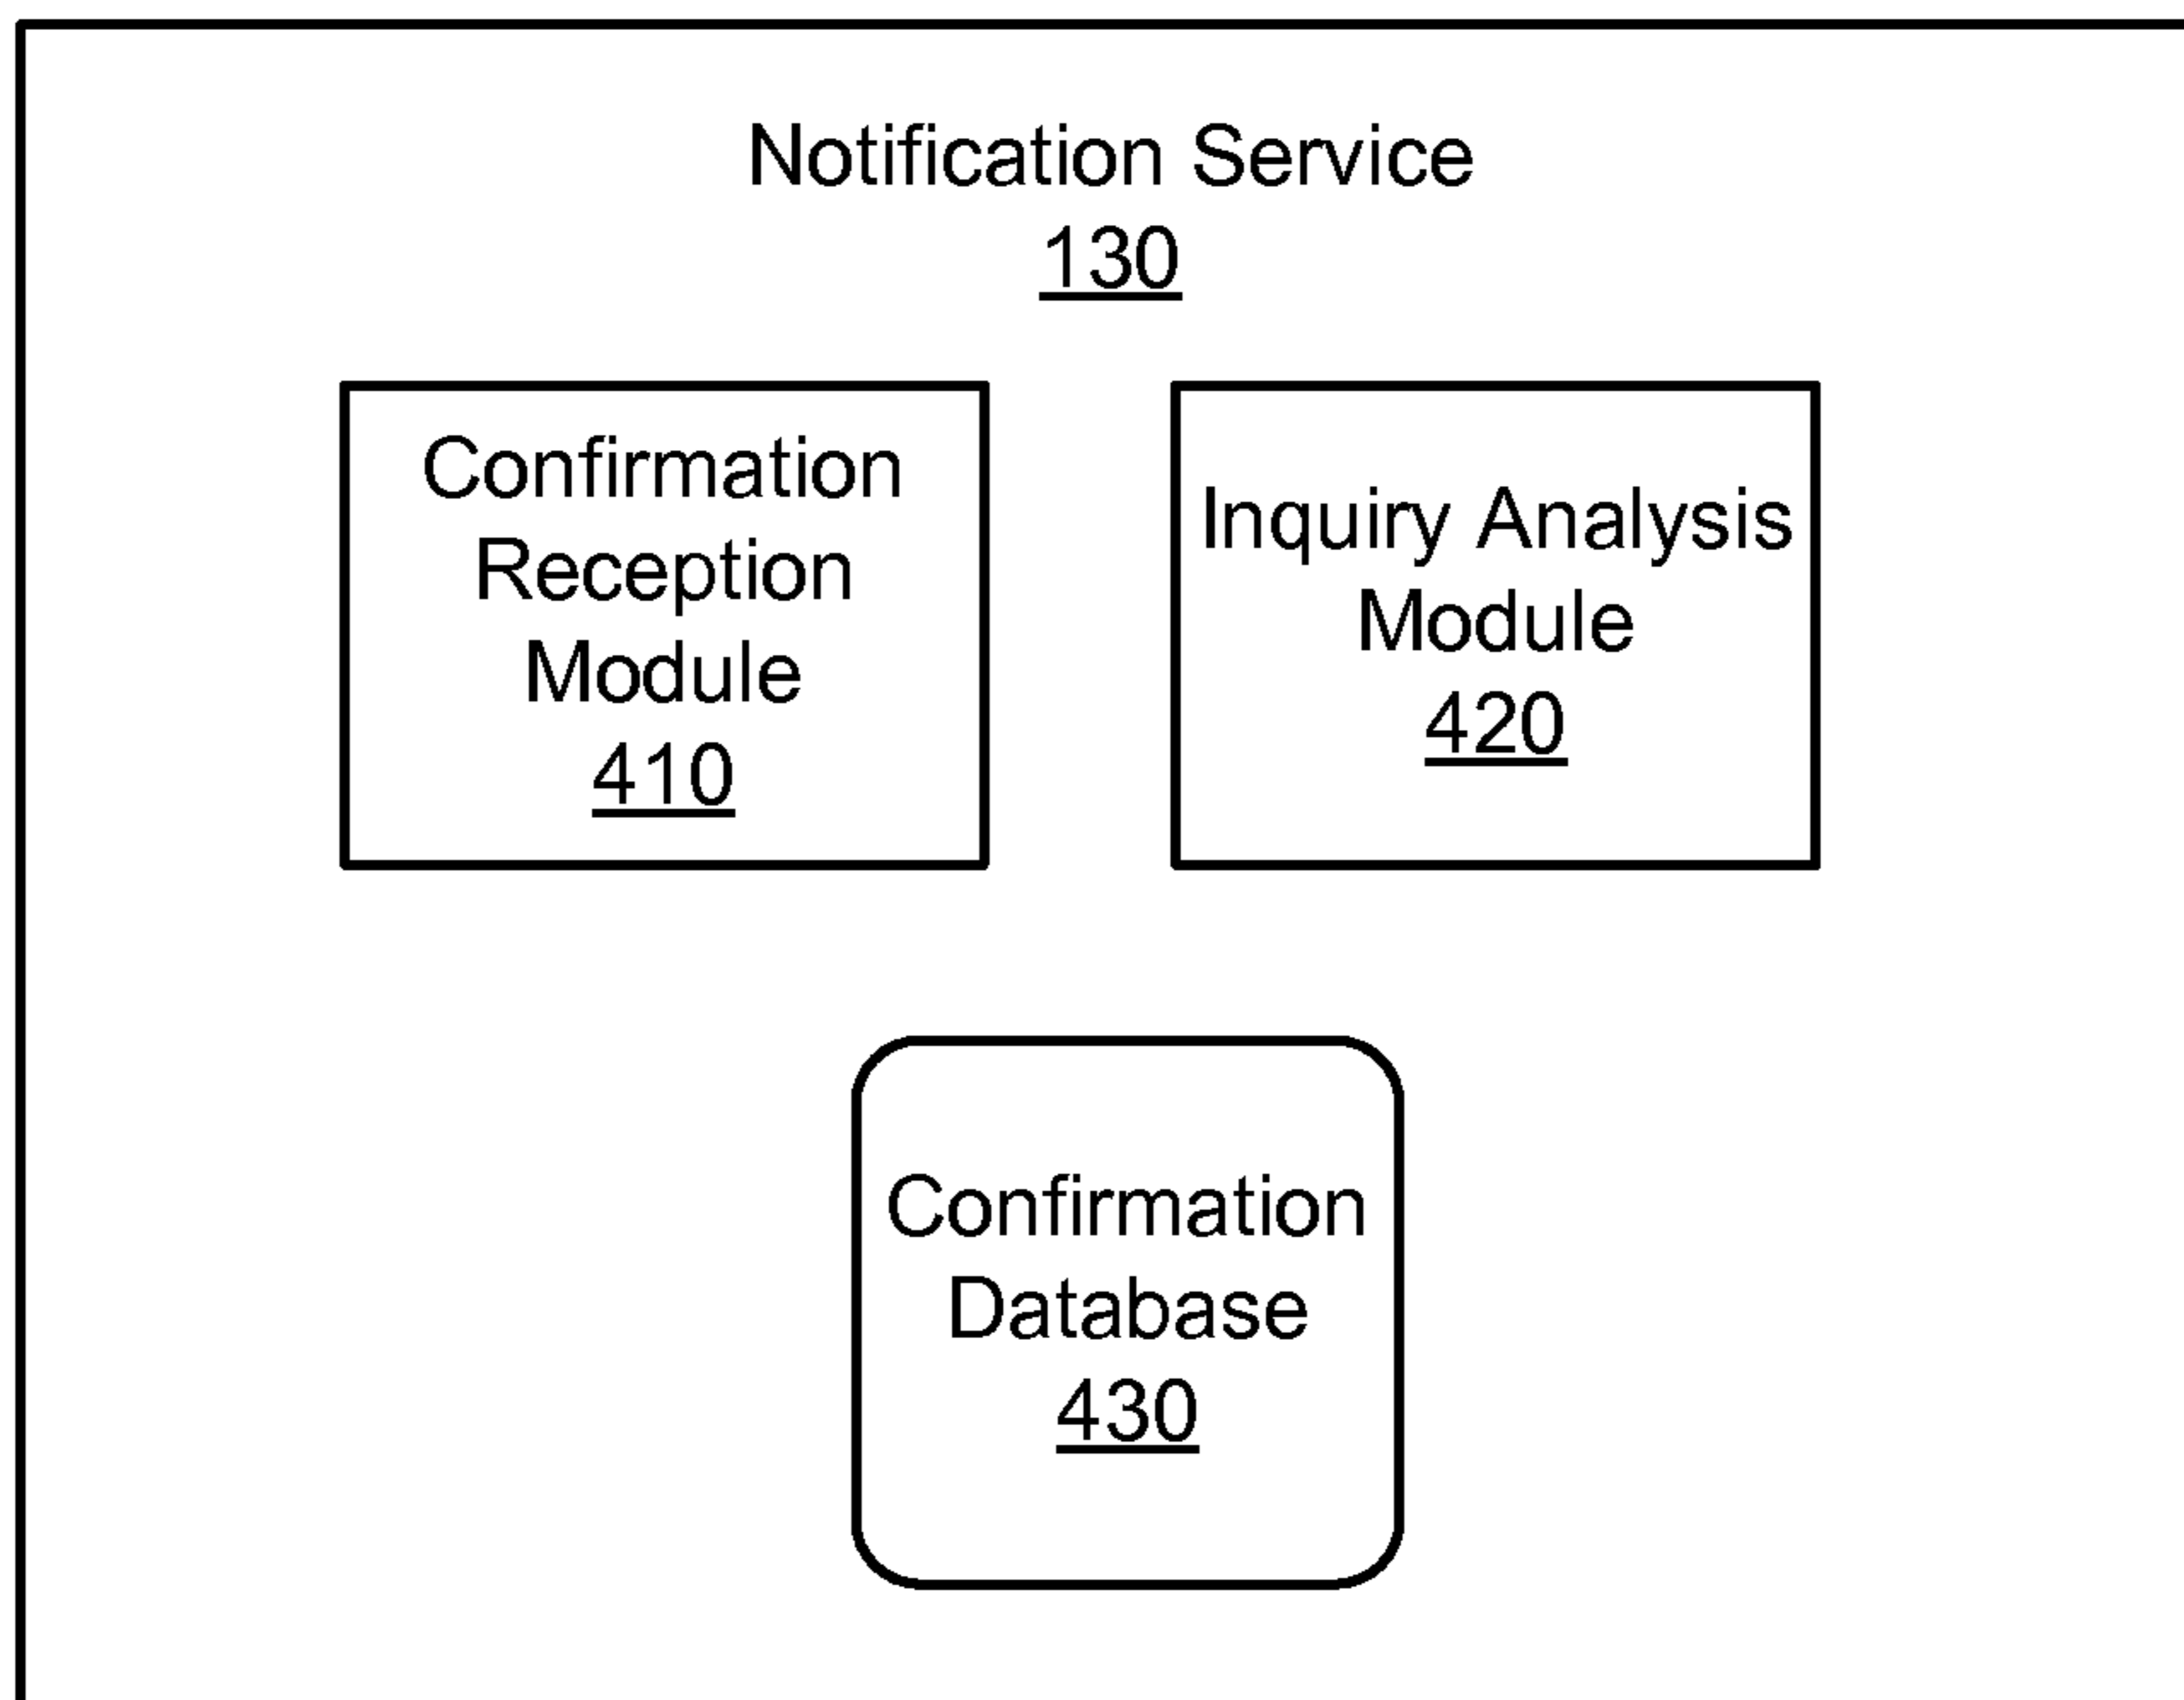 Notification Service
130
Confirmation
Reception
Module
410
Inquiry Analysis
Module
420
Confirmation
Database
430